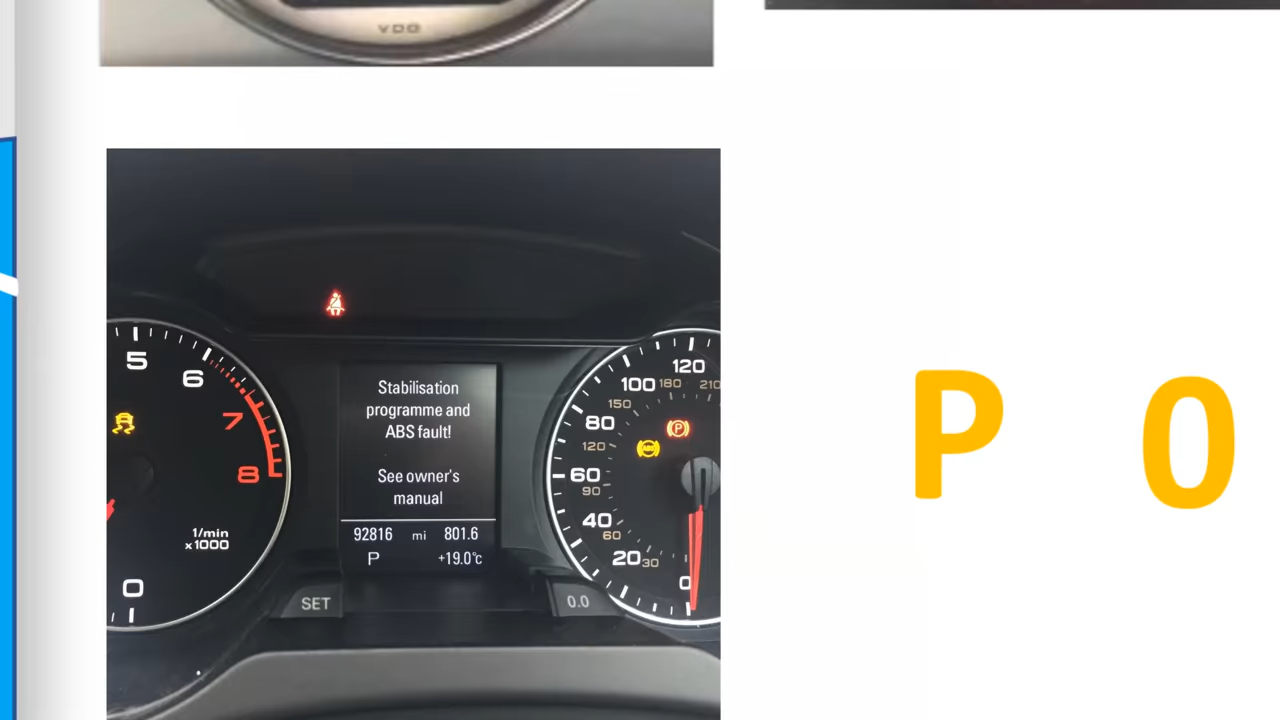 VDO
5
6
7
8
1/min
x1000
0
SET
Stabilisation
programme and
ABS fault!
See owner's
manual
92816 mi 801.6
P +19.0°c
0.0
120
100 180 210
150
80
120
60
90
40
60
20 30
0
P
ABS
P 0